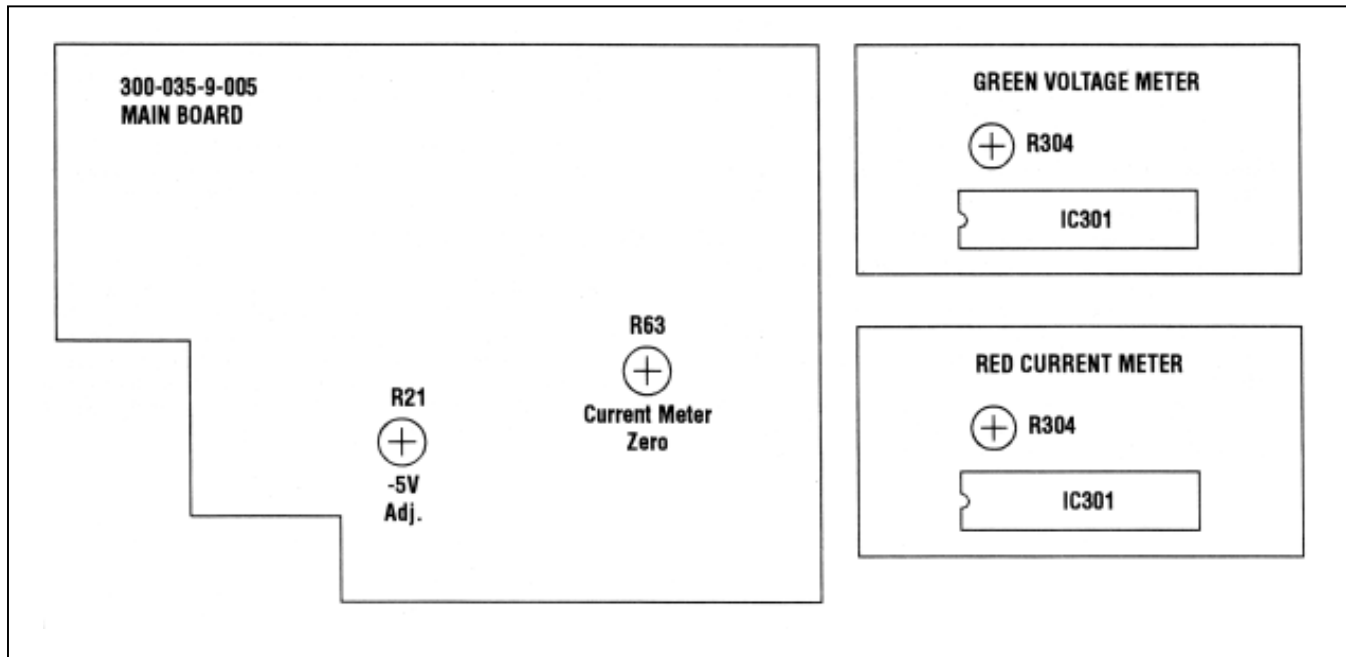 300-035-9-005
MAIN BOARD
R63
Current Meter
Zero
R21
-5V
Adj.
GREEN VOLTAGE METER
R304
IC301
RED CURRENT METER
R304
IC301